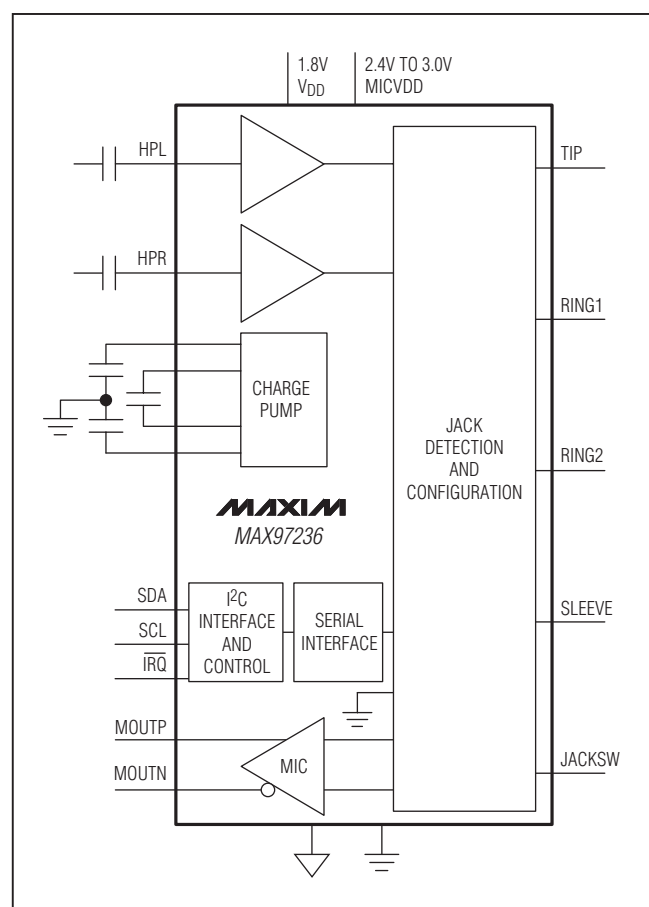 1.8V
VDD
2.4V TO 3.0V
MICVDD
HPL
TIP
HPR
RING1
CHARGE
PUMP
JACK
DETECTION
AND
CONFIGURATION
RING2
MAXIM
MAX97236
SDA
SCL
IRQ
I²C
INTERFACE
AND
CONTROL
SERIAL
INTERFACE
SLEEVE
MOUTP
MOUTN
MIC
JACKSW